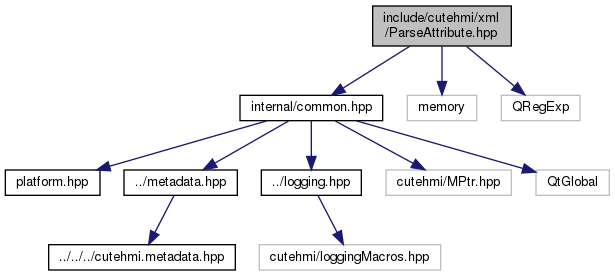 include/cutehmi/xml
/ParseAttribute.hpp
internal/common.hpp
memory
QRegExp
platform.hpp
../metadata.hpp
../logging.hpp
cutehmi/MPtr.hpp
QtGlobal
../../../cutehmi.metadata.hpp
cutehmi/loggingMacros.hpp